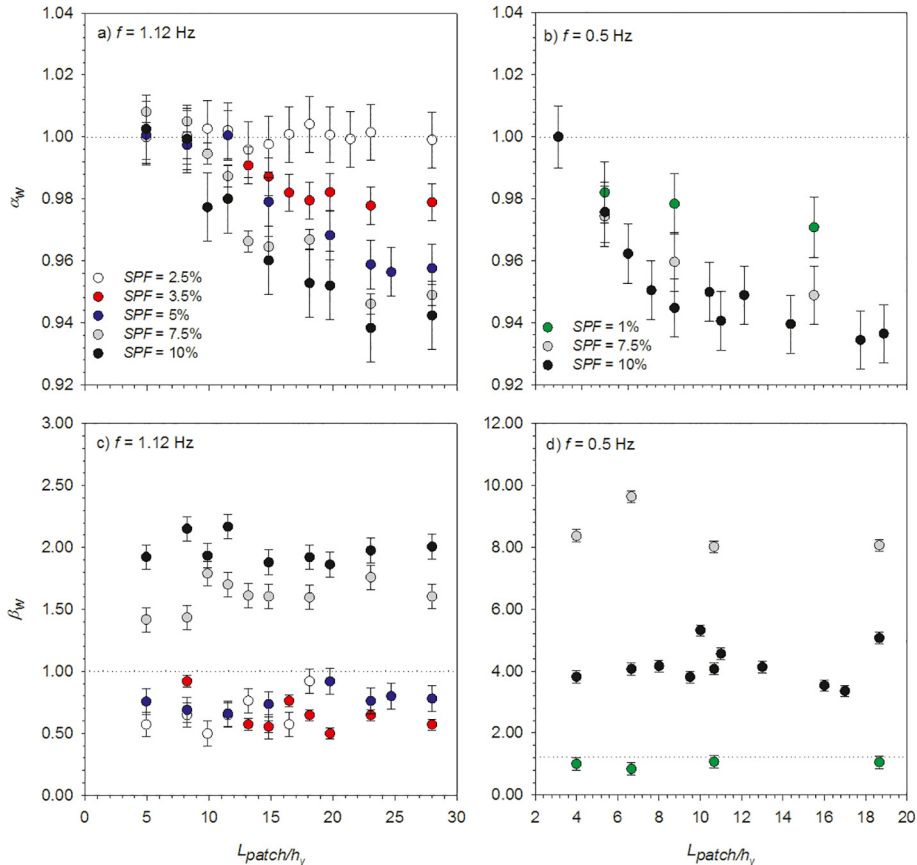 a) f = 1.12 Hz
b) f = 0.5 Hz
1.04
1.02
1.00
0.98
0.96
0.94
0.92
αw
SPF = 2.5%
SPF = 3.5%
SPF = 5%
SPF = 7.5%
SPF = 10%
1.04
1.02
1.00
0.98
0.96
0.94
0.92
SPF = 1%
SPF = 7.5%
SPF = 10%
c) f = 1.12 Hz
d) f = 0.5 Hz
3.00
2.50
2.00
1.50
1.00
0.50
0.00
βw
0 5 10 15 20 25 30
Lpatch/hv
12.00
10.00
8.00
6.00
4.00
2.00
0.00
2 4 6 8 10 12 14 16 18 20
Lpatch/hv